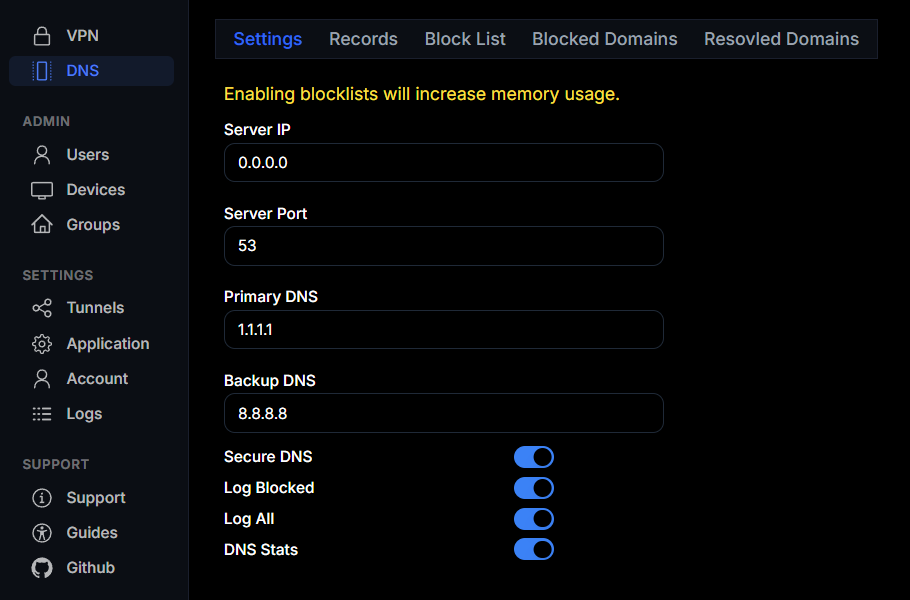 VPN
DNS
ADMIN
Users
Devices
Groups
SETTINGS
Tunnels
Application
Account
Logs
SUPPORT
Support
Guides
Github
Settings Records Block List Blocked Domains Resovled Domains
Enabling blocklists will increase memory usage.
Server IP
0.0.0.0
Server Port
53
Primary DNS
1.1.1.1
Backup DNS
8.8.8.8
Secure DNS
Log Blocked
Log All
DNS Stats